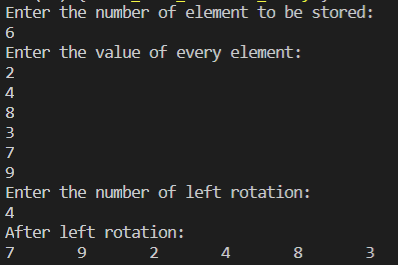 Enter the number of element to be stored:
6
Enter the value of every element:
2
4
8
3
7
9
Enter the number of left rotation:
4
After left rotation:
7 9 2 4 8 3